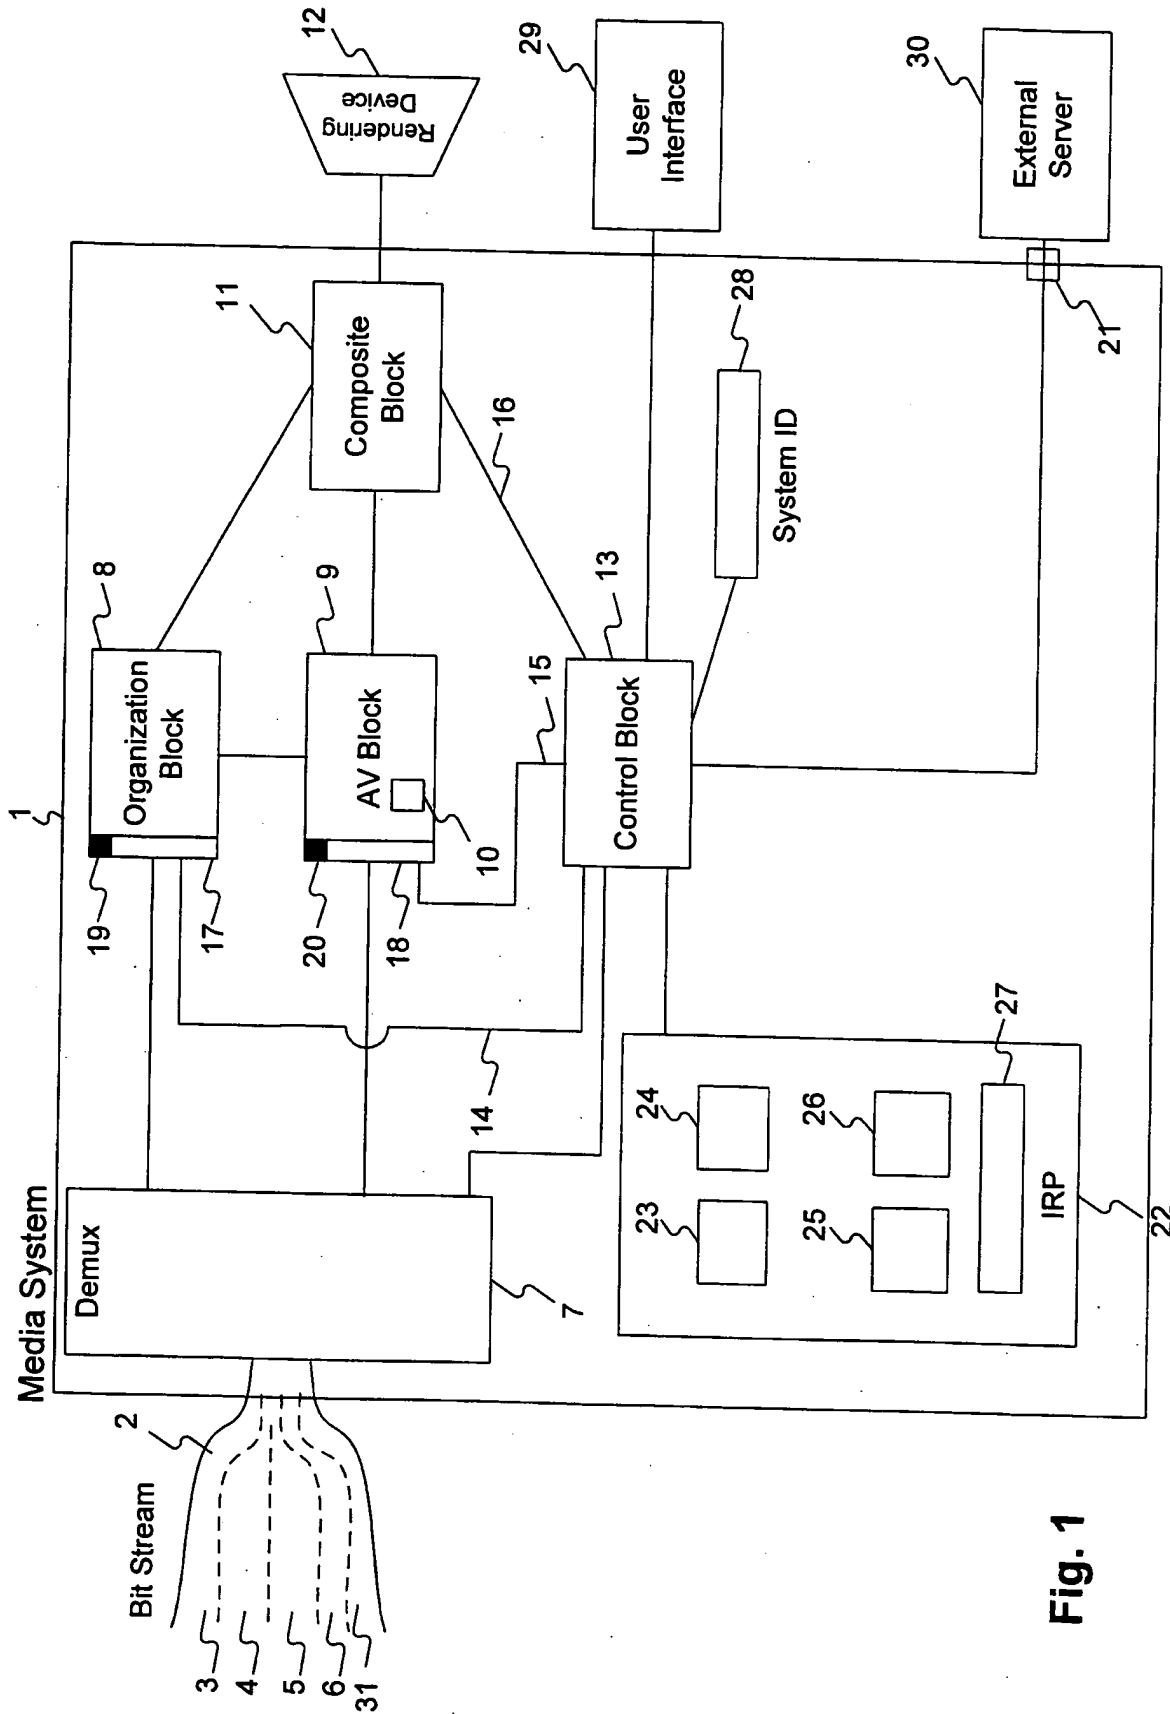 Media System
1
Bit Stream
2
3
4
5
6
31
Demux
7
19
17
Organization
Block
8
20
18
AV Block
9
10
14
15
Control Block
13
16
Composite
Block
11
Rendering
Device
12
User
Interface
29
System ID
28
External
Server
30
21
23
24
25
26
27
IRP
22
Fig. 1